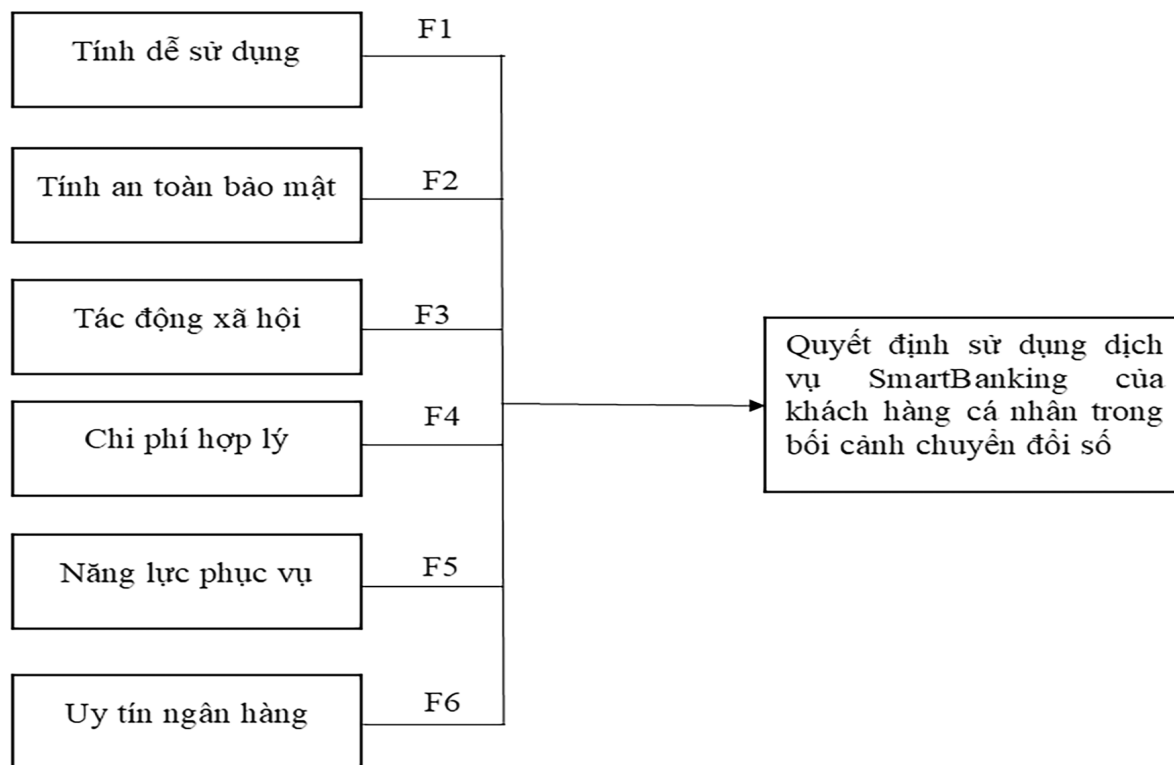 Tính dễ sử dụng
F1
Tính an toàn bảo mật
F2
Tác động xã hội
F3
Chi phí hợp lý
F4
Năng lực phục vụ
F5
Uy tín ngân hàng
F6
Quyết định sử dụng dịch
vụ SmartBanking của
khách hàng cá nhân trong
bối cảnh chuyển đổi số